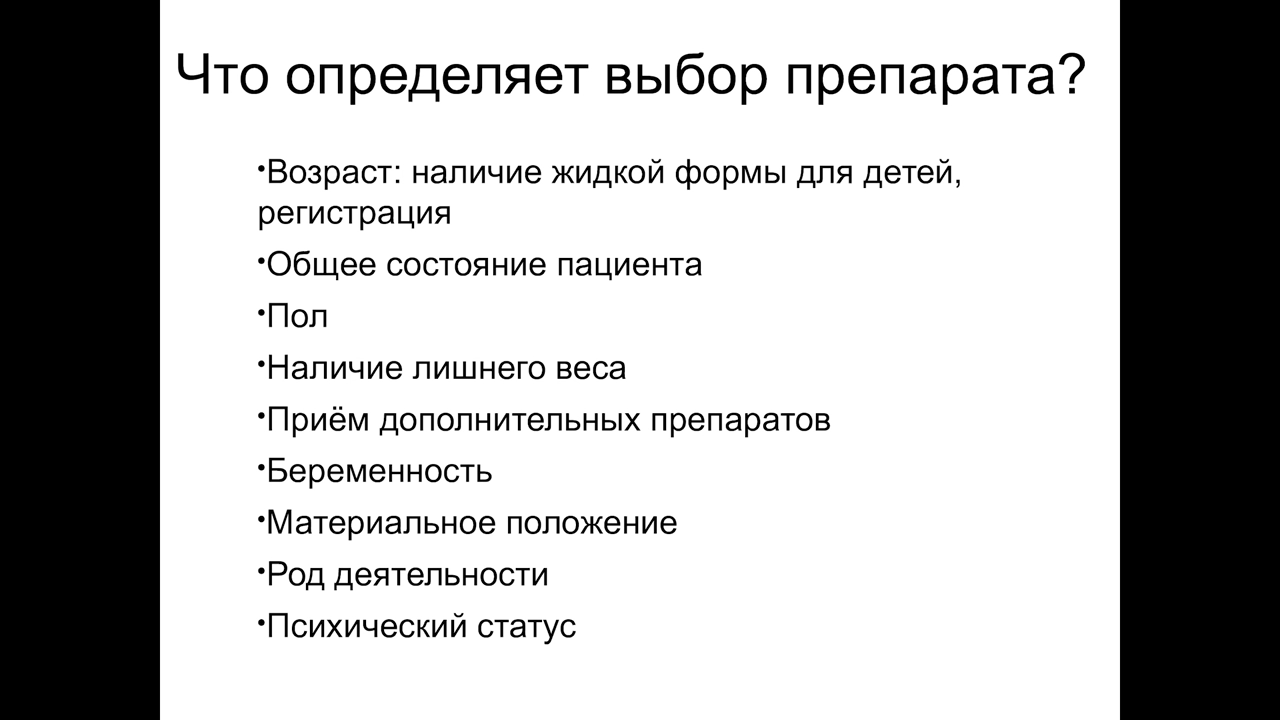 Что определяет выбор препарата?
•Возраст: наличие жидкой формы для детей,
регистрация
•Общее состояние пациента
•Пол
•Наличие лишнего веса
•Приём дополнительных препаратов
•Беременность
•Материальное положение
•Род деятельности
•Психический статус